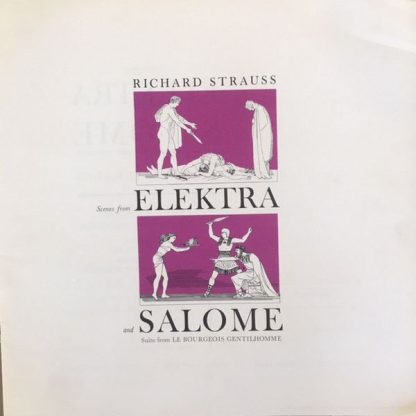 RICHARD STRAUSS
Scenes from ELEKTRA
and SALOME
Suite from LE BOURGEOIS GENTILHOMME